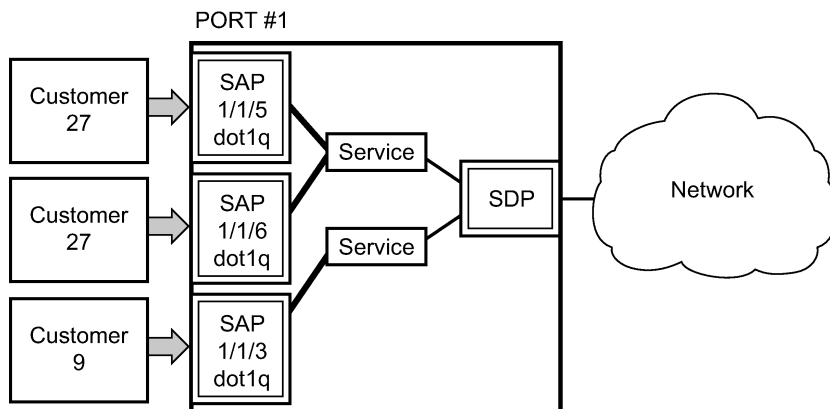 PORT #1
Customer
27
SAP
1/1/5
dot1q
Customer
27
SAP
1/1/6
dot1q
Customer
9
SAP
1/1/3
dot1q
Service
Service
SDP
Network